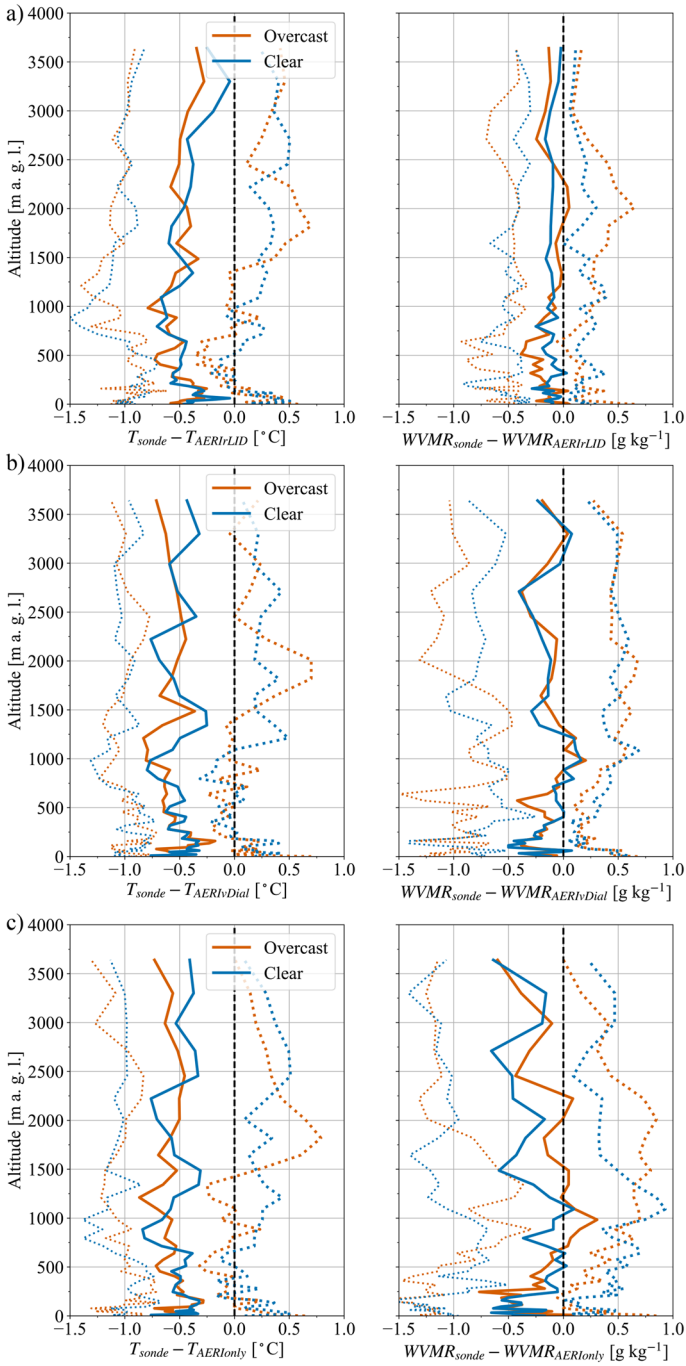 a)
4000
3500
3000
2500
2000
1500
1000
500
0
Altitude [m a. g. l.]
Overcast
Clear
−1.5 −1.0 −0.5 0.0 0.5 1.0
T_sonde − T_AERIrLID [°C]
−1.5 −1.0 −0.5 0.0 0.5 1.0
WVMR_sonde − WVMR_AERIrLID [g kg⁻¹]
b)
4000
3500
3000
2500
2000
1500
1000
500
0
Altitude [m a. g. l.]
Overcast
Clear
−1.5 −1.0 −0.5 0.0 0.5 1.0
T_sonde − T_AERIvDial [°C]
−1.5 −1.0 −0.5 0.0 0.5 1.0
WVMR_sonde − WVMR_AERIvDial [g kg⁻¹]
c)
4000
3500
3000
2500
2000
1500
1000
500
0
Altitude [m a. g. l.]
Overcast
Clear
−1.5 −1.0 −0.5 0.0 0.5 1.0
T_sonde − T_AERIonly [°C]
−1.5 −1.0 −0.5 0.0 0.5 1.0
WVMR_sonde − WVMR_AERIonly [g kg⁻¹]